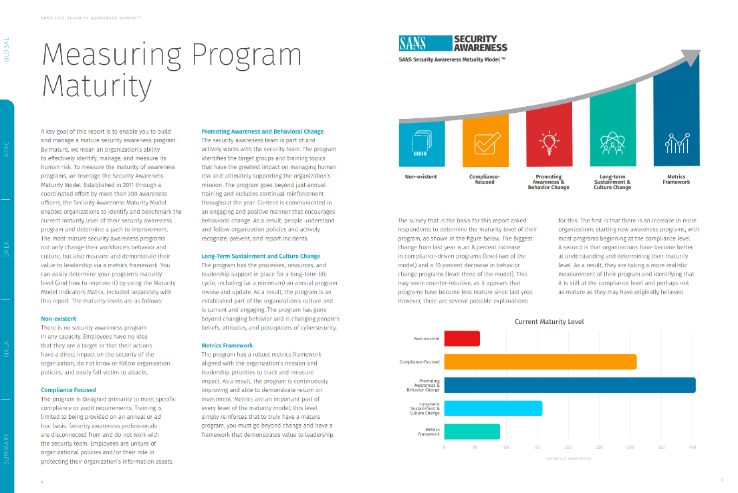 SANS 2022 SECURITY AWARENESS REPORT™
GLOBAL
APAC
EMEA
NALA
SUMMARY
Measuring Program
Maturity
A key goal of this report is to enable you to build
and manage a mature security awareness program.
By mature, we mean an organization's ability
to effectively identify, manage, and measure its
human risk. To measure the maturity of awareness
programs, we leverage the Security Awareness
Maturity Model. Established in 2011 through a
coordinated effort by more than 200 awareness
officers, the Security Awareness Maturity Model
enables organizations to identify and benchmark the
current maturity level of their security awareness
program and determine a path to improvement.
The most mature security awareness programs
not only change their workforce's behavior and
culture, but also measure and demonstrate their
value to leadership via a metrics framework. You
can easily determine your program's maturity
level (and how to improve it) by using the Maturity
Model Indicators Matrix, included separately with
this report. The maturity levels are as follows:
Non-existent
There is no security awareness program
in any capacity. Employees have no idea
that they are a target or that their actions
have a direct impact on the security of the
organization, do not know or follow organization
policies, and easily fall victim to attacks.
Compliance Focused
The program is designed primarily to meet specific
compliance or audit requirements. Training is
limited to being provided on an annual or ad
hoc basis. Security awareness professionals
are disconnected from and do not work with
the security team. Employees are unsure of
organizational policies and/or their role in
protecting their organization's information assets.
Promoting Awareness and Behavioral Change
The security awareness team is part of and
actively works with the security team. The program
identifies the target groups and training topics
that have the greatest impact on managing human
risk and ultimately supporting the organization's
mission. The program goes beyond just annual
training and includes continual reinforcement
throughout the year. Content is communicated in
an engaging and positive manner that encourages
behavioral change. As a result, people understand
and follow organization policies and actively
recognize, prevent, and report incidents.
Long-Term Sustainment and Culture Change
The program has the processes, resources, and
leadership support in place for a long-term life
cycle, including (at a minimum) an annual program
review and update. As a result, the program is an
established part of the organization's culture and
is current and engaging. The program has gone
beyond changing behavior and is changing people's
beliefs, attitudes, and perceptions of cybersecurity.
Metrics Framework
The program has a robust metrics framework
aligned with the organization's mission and
leadership priorities to track and measure
impact. As a result, the program is continuously
improving and able to demonstrate return on
investment. Metrics are an important part of
every level of the maturity model; this level
simply reinforces that to truly have a mature
program, you must go beyond change and have a
framework that demonstrates value to leadership.
SANS
SECURITY
AWARENESS
SANS Security Awareness Maturity Model ™
Non-existent
Compliance-
focused
Promoting
Awareness &
Behavior Change
Long-term
Sustainment &
Culture Change
Metrics
Framework
The survey that is the basis for this report asked
respondents to determine the maturity level of their
program, as shown in the figure below. The biggest
change from last year is an 8 percent increase
in compliance-driven programs (level two of the
model) and a 10 percent decrease in behavior
change programs (level three of the model). This
may seem counter-intuitive, as it appears that
programs have become less mature since last year.
However, there are several possible explanations
for this. The first is that there is an increase in more
organizations starting new awareness programs, with
most programs beginning at the compliance level.
A second is that organizations have become better
at understanding and determining their maturity
level. As a result, they are taking a more realistic
measurement of their program and identifying that
it is still at the compliance level and perhaps not
as mature as they may have originally believed.
Current Maturity Level
Non-existent
Compliance-Focused
Promoting
Awareness &
Behavior Change
Long-term
Sustainment &
Culture Change
Metrics
Framework
0 50 100 150 200 250 300 350 400